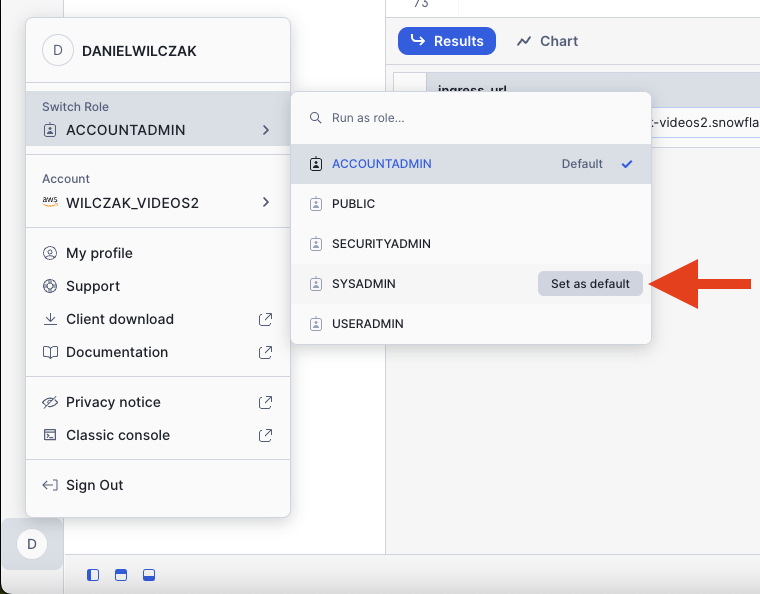 73
D DANIELWILCZAK
Results
Chart
ingress_url
k-videos2.snowfla
Switch Role
ACCOUNTADMIN
Run as role...
ACCOUNTADMIN Default
PUBLIC
SECURITYADMIN
SYSADMIN Set as default
USERADMIN
Account
aws WILCZAK_VIDEOS2
My profile
Support
Client download
Documentation
Privacy notice
Classic console
Sign Out
D